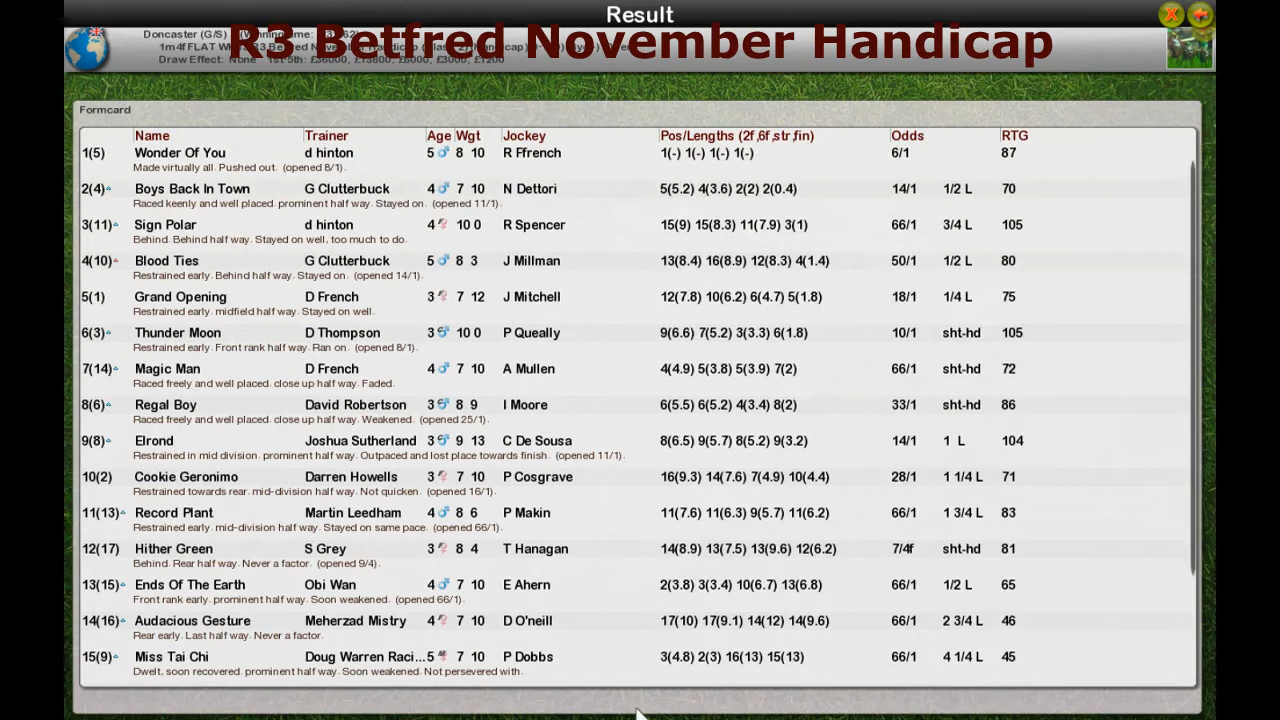 Result
R3 Betfred November Handicap
Doncaster (G/S)
1m4f FLAT
Draw Effect: None 1st-5th: £36000, £13800, £6000, £3000, £1200
Formcard
Name Trainer Age Wgt Jockey Pos/Lengths (2f,6f,str,fin) Odds RTG
1(5) Wonder Of You d hinton 5 8 10 R Ffrench 1(-) 1(-) 1(-) 1(-) 6/1 87
Made virtually all. Pushed out. (opened 8/1).
2(4) Boys Back In Town G Clutterbuck 4 7 10 N Dettori 5(5.2) 4(3.6) 2(2) 2(0.4) 14/1 1/2 L 70
Raced keenly and well placed. prominent half way. Stayed on. (opened 11/1).
3(11) Sign Polar d hinton 4 10 0 R Spencer 15(9) 15(8.3) 11(7.9) 3(1) 66/1 3/4 L 105
Behind. Behind half way. Stayed on well, too much to do.
4(10) Blood Ties G Clutterbuck 5 8 3 J Millman 13(8.4) 16(8.9) 12(8.3) 4(1.4) 50/1 1/2 L 80
Restrained early. Behind half way. Stayed on. (opened 14/1).
5(1) Grand Opening D French 3 7 12 J Mitchell 12(7.8) 10(6.2) 6(4.7) 5(1.8) 18/1 1/4 L 75
Restrained early. midfield half way. Stayed on well.
6(3) Thunder Moon D Thompson 3 10 0 P Queally 9(6.6) 7(5.2) 3(3.3) 6(1.8) 10/1 sht-hd 105
Restrained early. Front rank half way. Ran on. (opened 8/1).
7(14) Magic Man D French 4 7 10 A Mullen 4(4.9) 5(3.8) 5(3.9) 7(2) 66/1 sht-hd 72
Raced freely and well placed. close up half way. Faded.
8(6) Regal Boy David Robertson 3 8 9 I Moore 6(5.5) 6(5.2) 4(3.4) 8(2) 33/1 sht-hd 86
Raced freely and well placed. close up half way. Weakened. (opened 25/1).
9(8) Elrond Joshua Sutherland 3 9 13 C De Sousa 8(6.5) 9(5.7) 8(5.2) 9(3.2) 14/1 1 L 104
Restrained in mid division. prominent half way. Outpaced and lost place towards finish. (opened 11/1).
10(2) Cookie Geronimo Darren Howells 3 7 10 P Cosgrave 16(9.3) 14(7.6) 7(4.9) 10(4.4) 28/1 1 1/4 L 71
Restrained towards rear. mid-division half way. Not quicken. (opened 16/1).
11(13) Record Plant Martin Leedham 4 8 6 P Makin 11(7.6) 11(6.3) 9(5.7) 11(6.2) 66/1 1 3/4 L 83
Restrained early. mid-division half way. Stayed on same pace. (opened 66/1).
12(17) Hither Green S Grey 3 8 4 T Hanagan 14(8.9) 13(7.5) 13(9.6) 12(6.2) 7/4f sht-hd 81
Behind. Rear half way. Never a factor. (opened 9/4).
13(15) Ends Of The Earth Obi Wan 4 7 10 E Ahern 2(3.8) 3(3.4) 10(6.7) 13(6.8) 66/1 1/2 L 65
Front rank early. prominent half way. Soon weakened. (opened 66/1).
14(16) Audacious Gesture Meherzad Mistry 4 7 10 D O'neill 17(10) 17(9.1) 14(12) 14(9.6) 66/1 2 3/4 L 46
Rear early. Last half way. Never a factor.
15(9) Miss Tai Chi Doug Warren Raci... 5 7 10 P Dobbs 3(4.8) 2(3) 16(13) 15(13) 66/1 4 1/4 L 45
Dwelt, soon recovered. prominent half way. Soon weakened. Not persevered with.